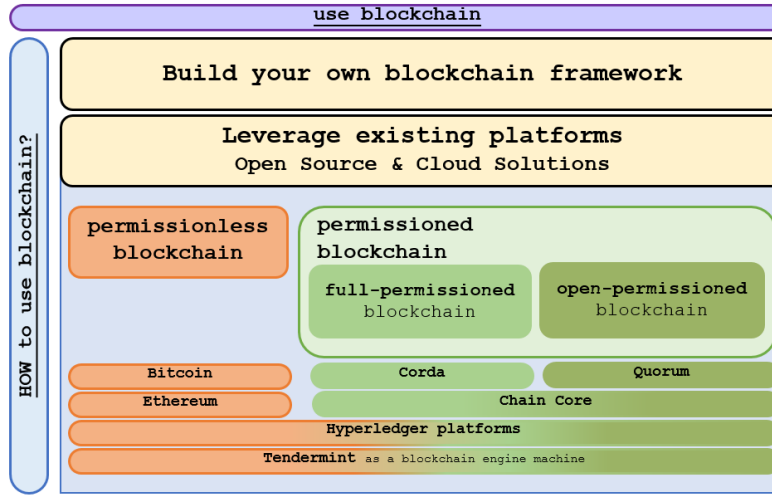 use blockchain
HOW to use blockchain?
Build your own blockchain framework
Leverage existing platforms
Open Source & Cloud Solutions
permissionless
blockchain
permissioned
blockchain
full-permissioned
blockchain
open-permissioned
blockchain
Bitcoin
Corda
Quorum
Ethereum
Chain Core
Hyperledger platforms
Tendermint as a blockchain engine machine